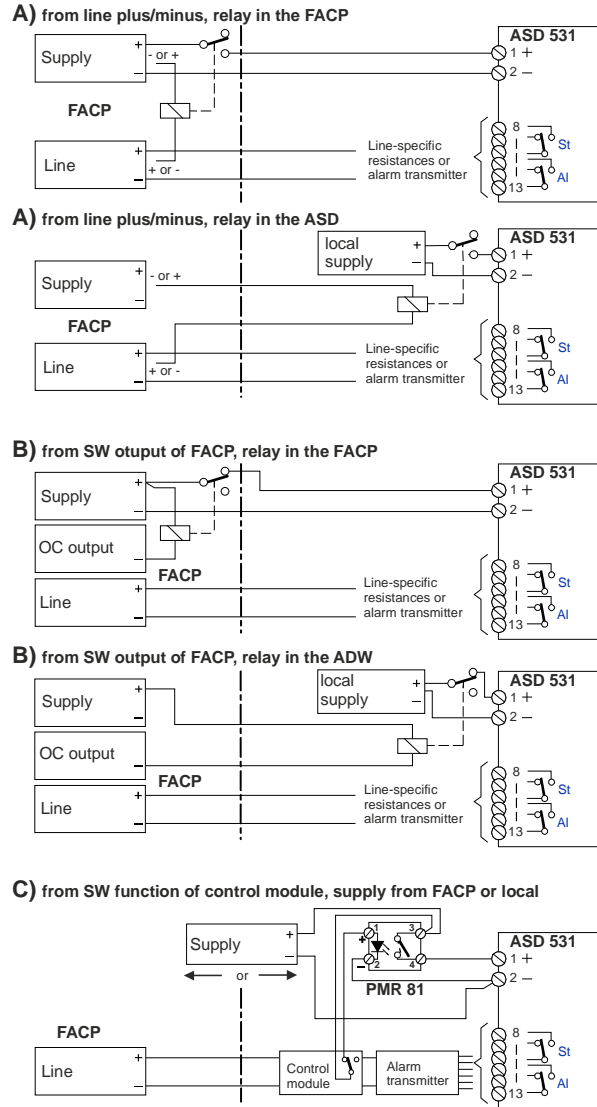 A) from line plus/minus, relay in the FACP
ASD 531
Supply
+
- or +
–
1 +
2 –
FACP
Line
+
+ or -
–
Line-specific
resistances or
alarm transmitter
8
13
St
Al
A) from line plus/minus, relay in the ASD
ASD 531
local
supply
+
–
1 +
2 –
Supply
+
- or +
–
FACP
Line
+
+ or -
–
Line-specific
resistances or
alarm transmitter
8
13
St
Al
B) from SW otuput of FACP, relay in the FACP
ASD 531
Supply
+
–
1 +
2 –
OC output
–
FACP
Line
+
–
Line-specific
resistances or
alarm transmitter
8
13
St
Al
B) from SW output of FACP, relay in the ADW
ASD 531
local
supply
+
–
1 +
2 –
Supply
+
–
OC output
–
FACP
Line
+
–
Line-specific
resistances or
alarm transmitter
8
13
St
Al
C) from SW function of control module, supply from FACP or local
ASD 531
Supply
+
–
or
1
3
+
–
2
4
PMR 81
1 +
2 –
FACP
Line
+
–
Control
module
Alarm
transmitter
8
13
St
Al